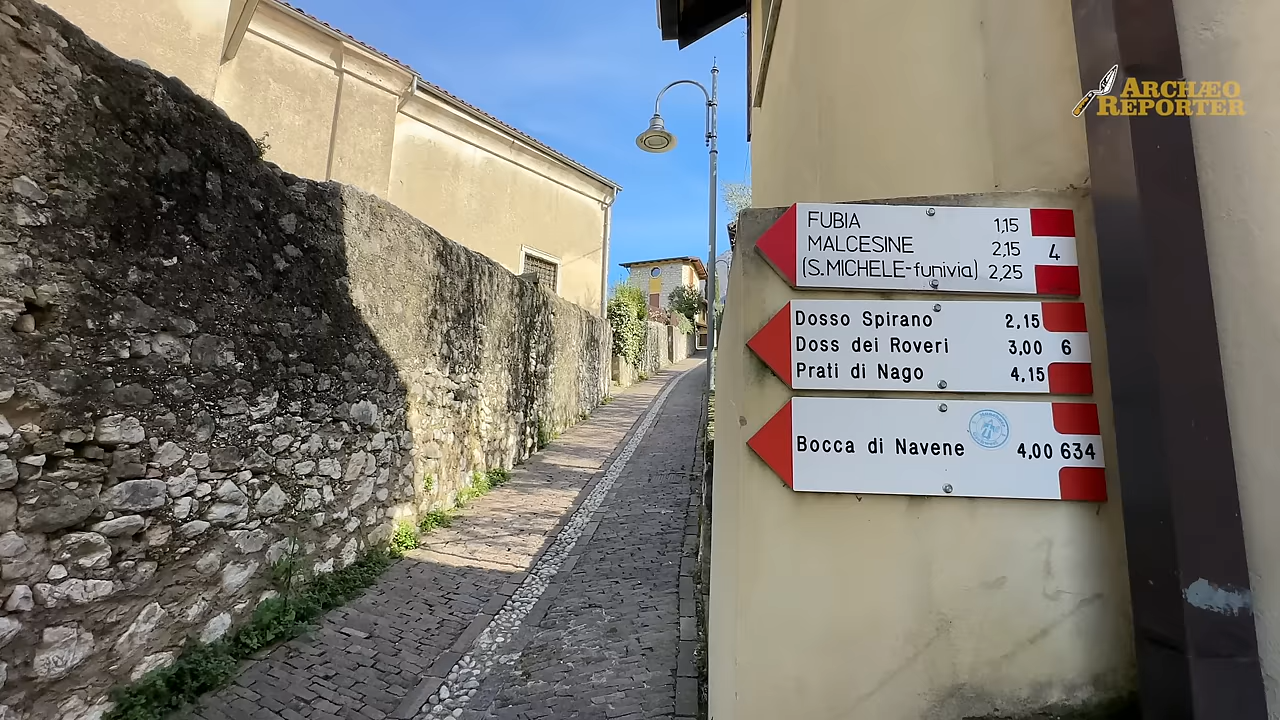 ARCHÆO
REPORTER
FUBIA 1,15
MALCESINE 2,15 4
(S.MICHELE-funivia) 2,25
Dosso Spirano 2,15
Doss dei Roveri 3,00 6
Prati di Nago 4,15
Bocca di Navene 4,00 634